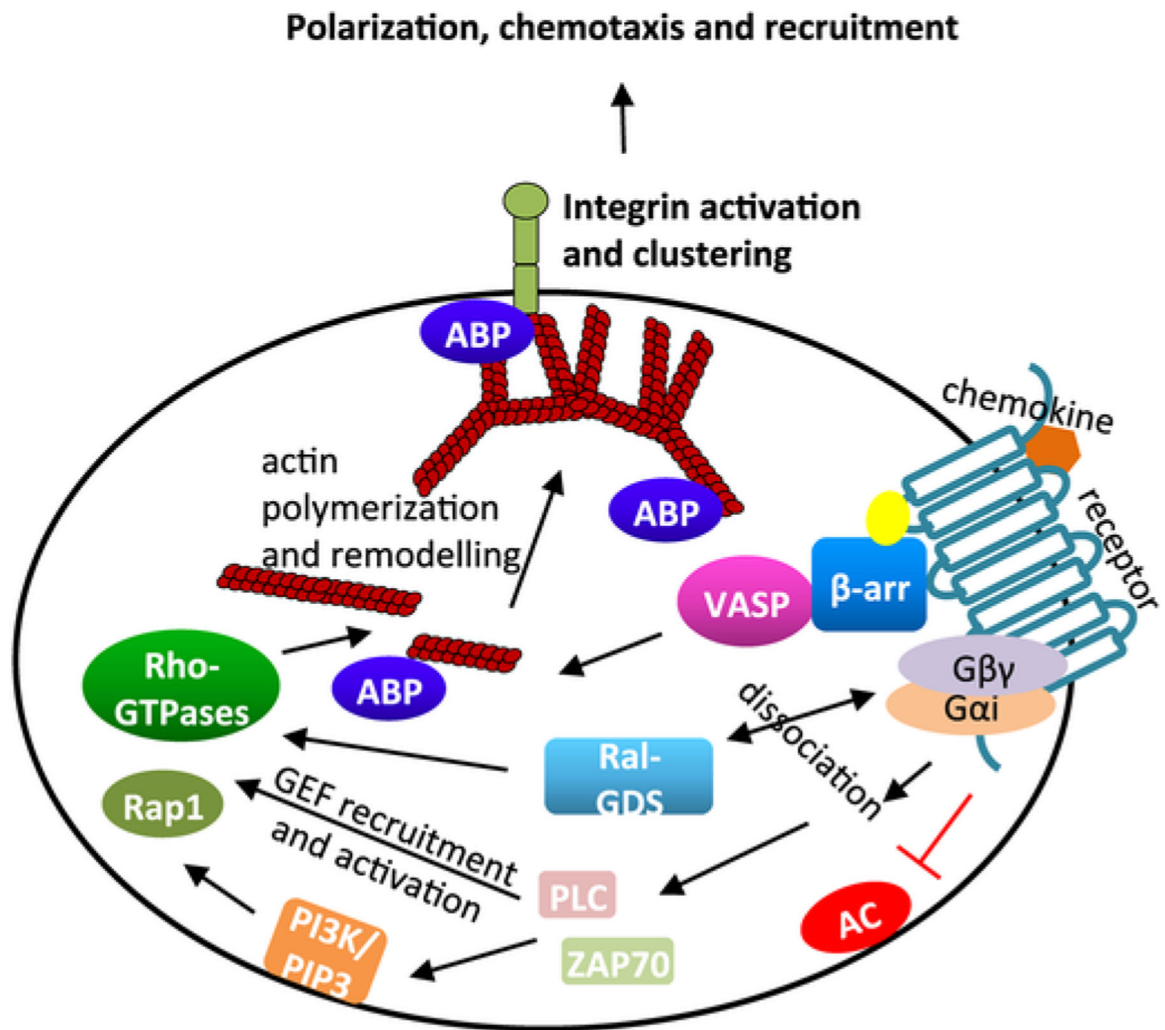 Polarization, chemotaxis and recruitment
Integrin activation
and clustering
ABP
chemokine
receptor
actin
polymerization
and remodelling
ABP
VASP
β-arr
Rho-
GTPases
ABP
Gβγ
Gαi
dissociation
Ral-
GDS
Rap1
GEF recruitment
and activation
PLC
AC
PI3K/
PIP3
ZAP70